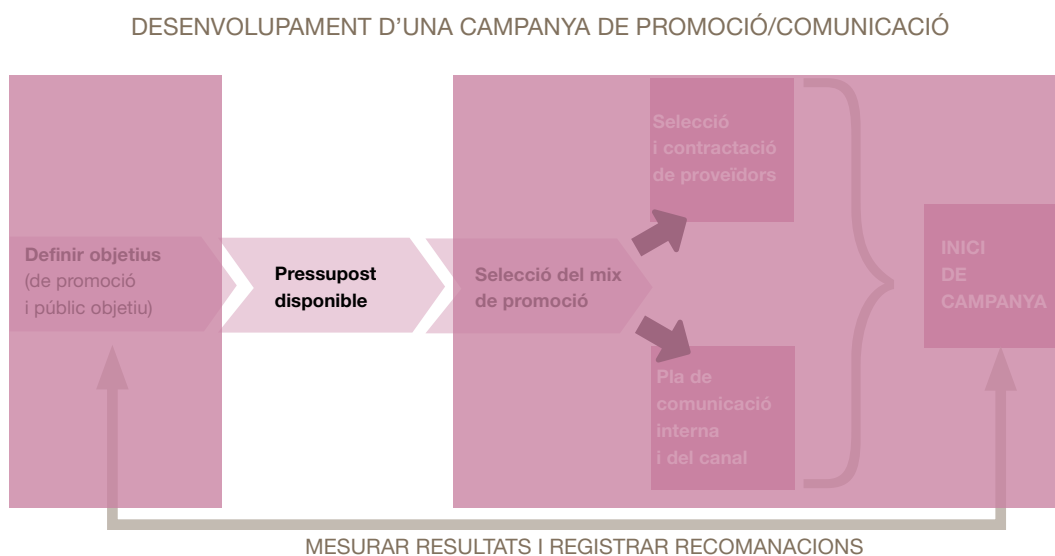 DESENVOLUPAMENT D'UNA CAMPANYA DE PROMOCIÓ/COMUNICACIÓ
Definir objetius
(de promoció
i públic objetiu)
Pressupost
disponible
Selecció del mix
de promoció
Selecció
i contractació
de proveïdors
Pla de
comunicació
interna
i del canal
INICI
DE
CAMPANYA
MESURAR RESULTATS I REGISTRAR RECOMANACIONS